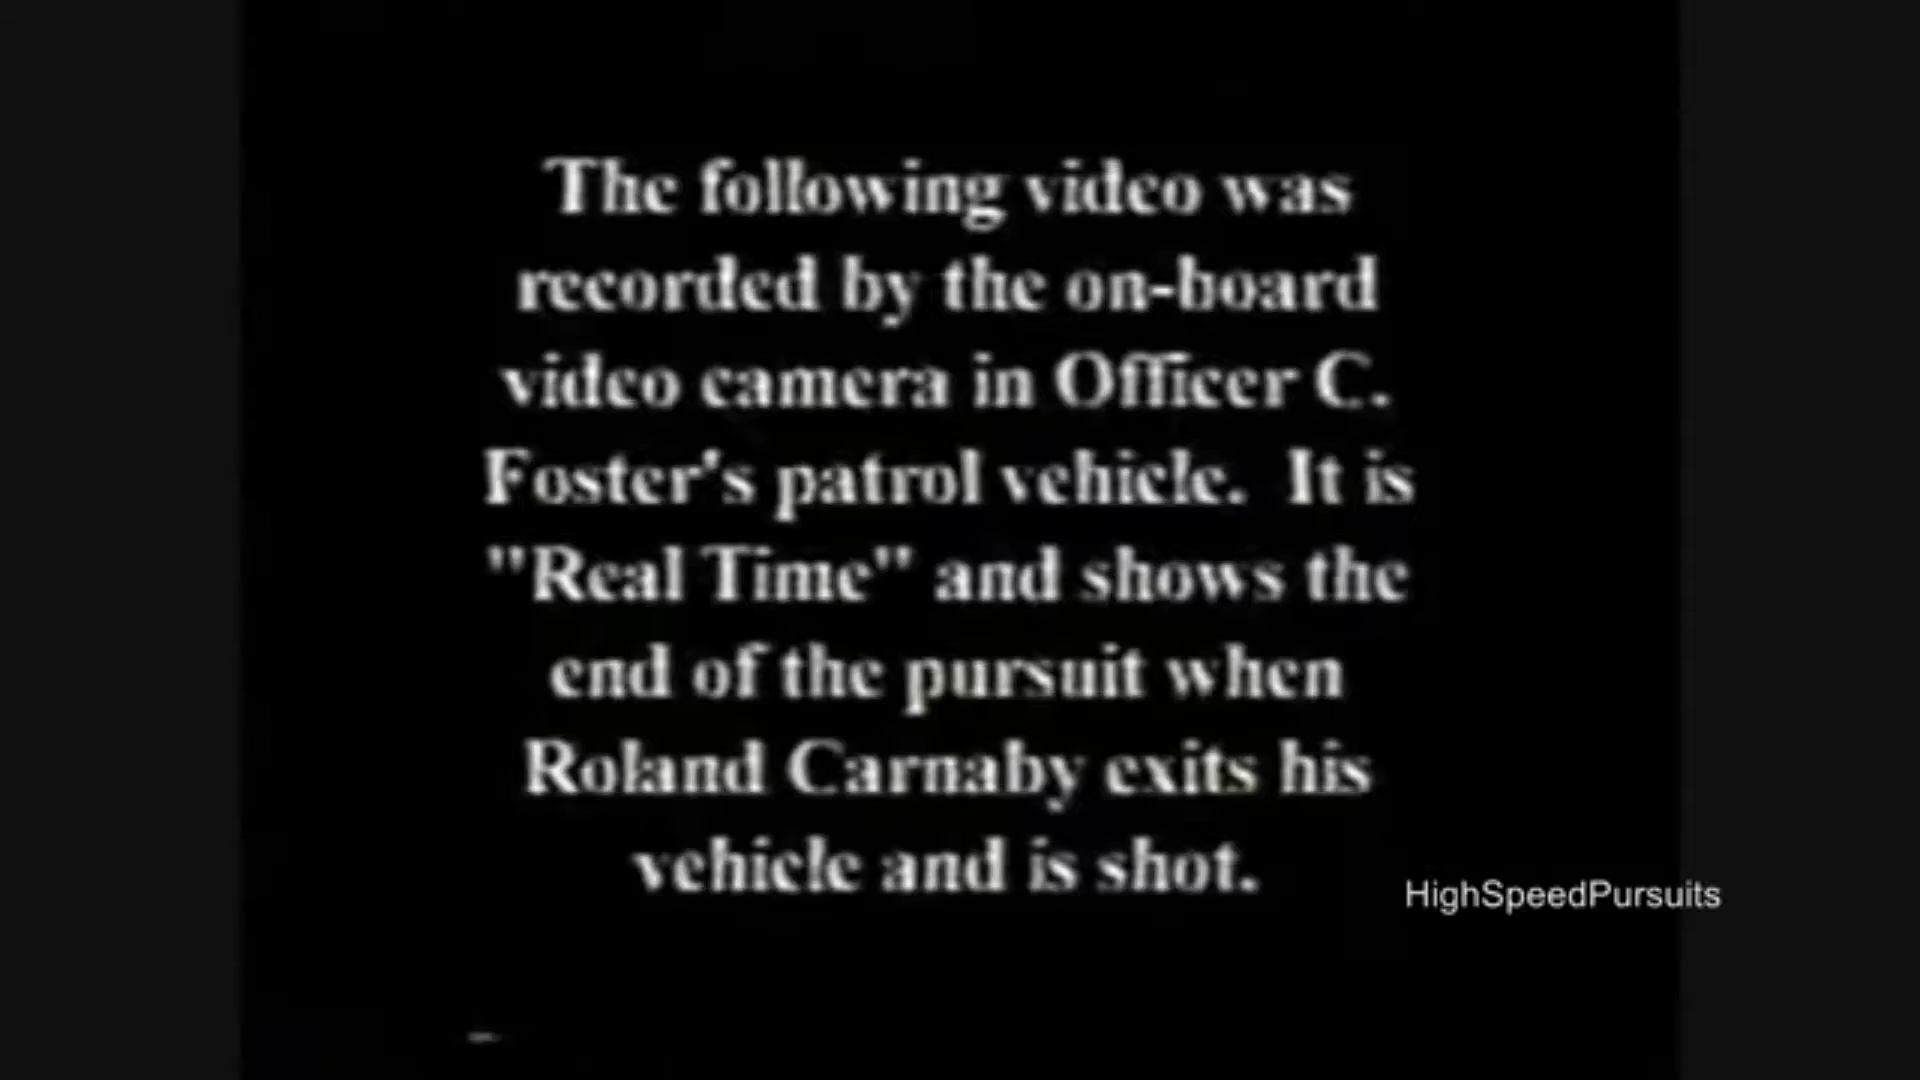 The following video was
recorded by the on-board
video camera in Officer C.
Foster's patrol vehicle.  It is
"Real Time" and shows the
end of the pursuit when
Roland Carnaby exits his
vehicle and is shot.
HighSpeedPursuits